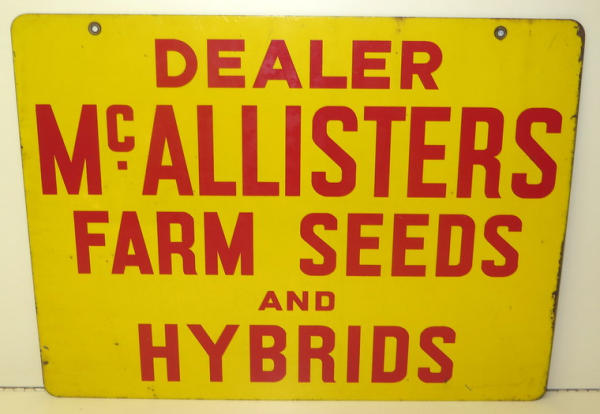 DEALER
McALLISTERS
FARM SEEDS
AND
HYBRIDS